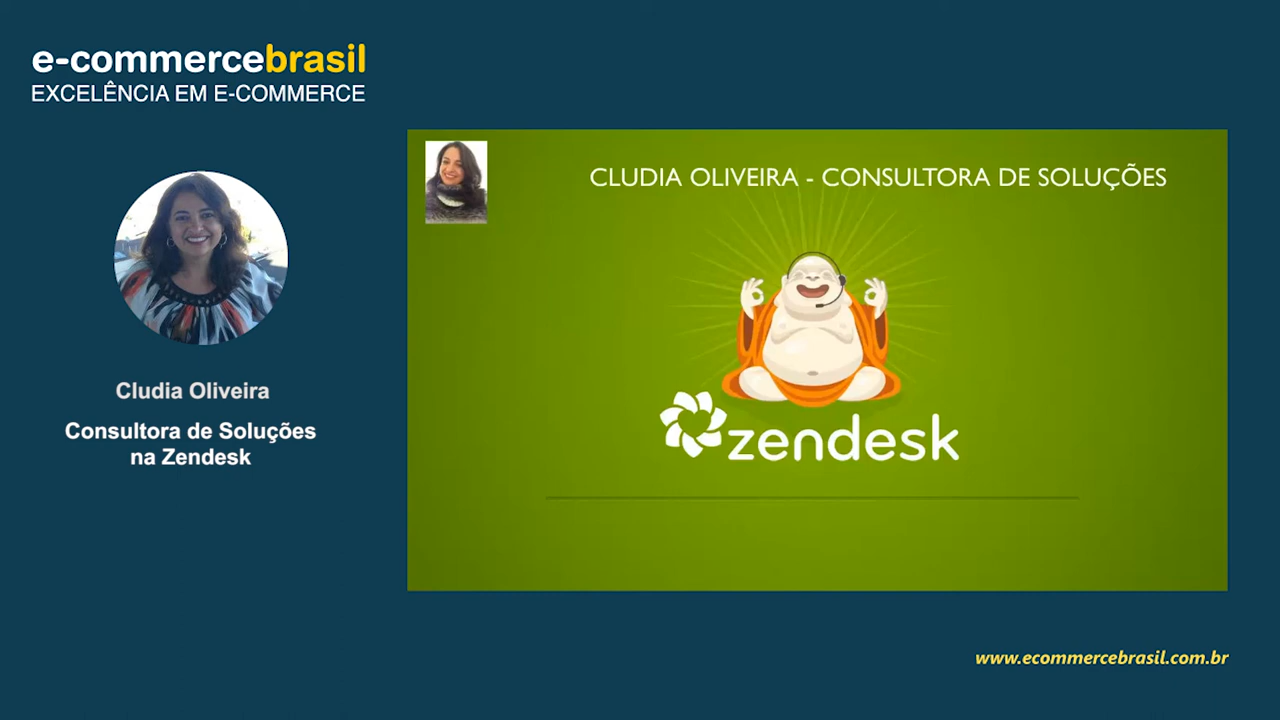 e-commercebrasil
EXCELÊNCIA EM E-COMMERCE
CLUDIA OLIVEIRA - CONSULTORA DE SOLUÇÕES
zendesk
Cludia Oliveira
Consultora de Soluções
na Zendesk
www.ecommercebrasil.com.br